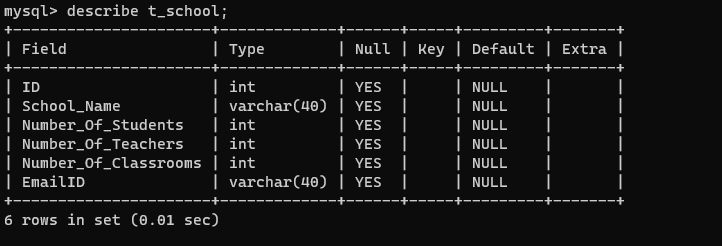 mysql> describe t_school;
+----------------------+-------------+------+-----+---------+-------+
| Field                | Type        | Null | Key | Default | Extra |
+----------------------+-------------+------+-----+---------+-------+
| ID                   | int         | YES  |     | NULL    |       |
| School_Name          | varchar(40) | YES  |     | NULL    |       |
| Number_Of_Students   | int         | YES  |     | NULL    |       |
| Number_Of_Teachers   | int         | YES  |     | NULL    |       |
| Number_Of_Classrooms | int         | YES  |     | NULL    |       |
| EmailID              | varchar(40) | YES  |     | NULL    |       |
+----------------------+-------------+------+-----+---------+-------+
6 rows in set (0.01 sec)